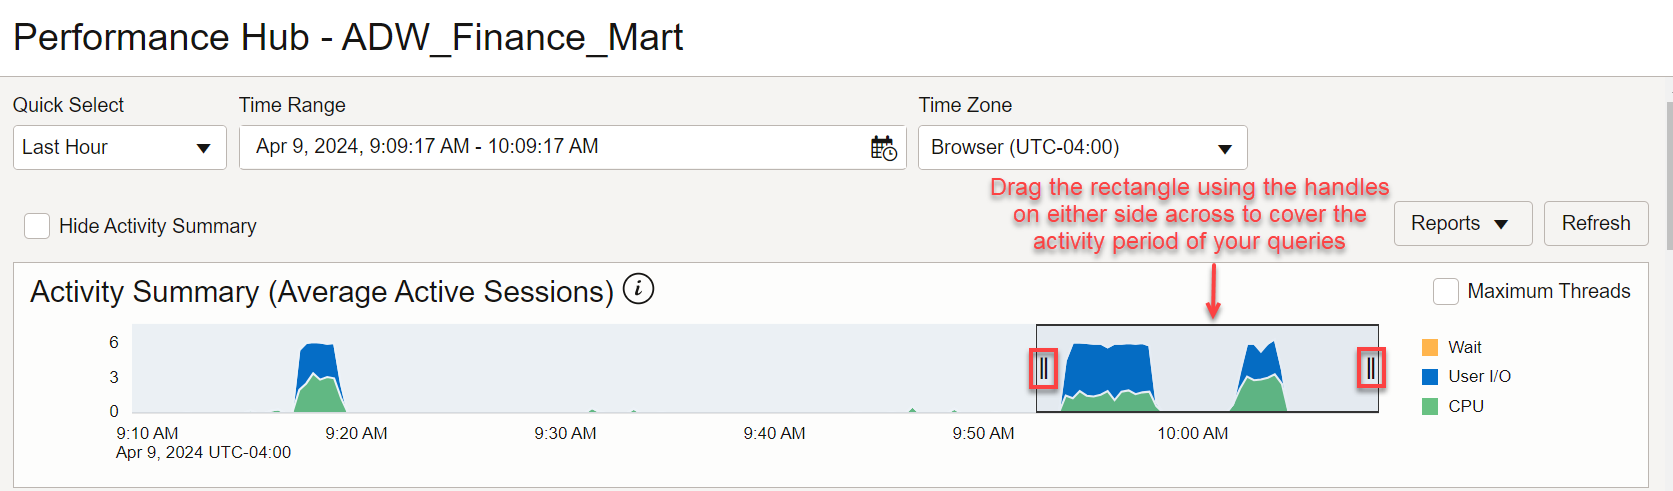 Performance Hub - ADW_Finance_Mart
Quick Select
Time Range
Time Zone
Last Hour
Apr 9, 2024, 9:09:17 AM - 10:09:17 AM
Browser (UTC-04:00)
Drag the rectangle using the handles
on either side across to cover the
activity period of your queries
Hide Activity Summary
Reports
Refresh
Activity Summary (Average Active Sessions)
Maximum Threads
6
3
0
Wait
User I/O
CPU
9:10 AM
9:20 AM
9:30 AM
9:40 AM
9:50 AM
10:00 AM
Apr 9, 2024 UTC-04:00